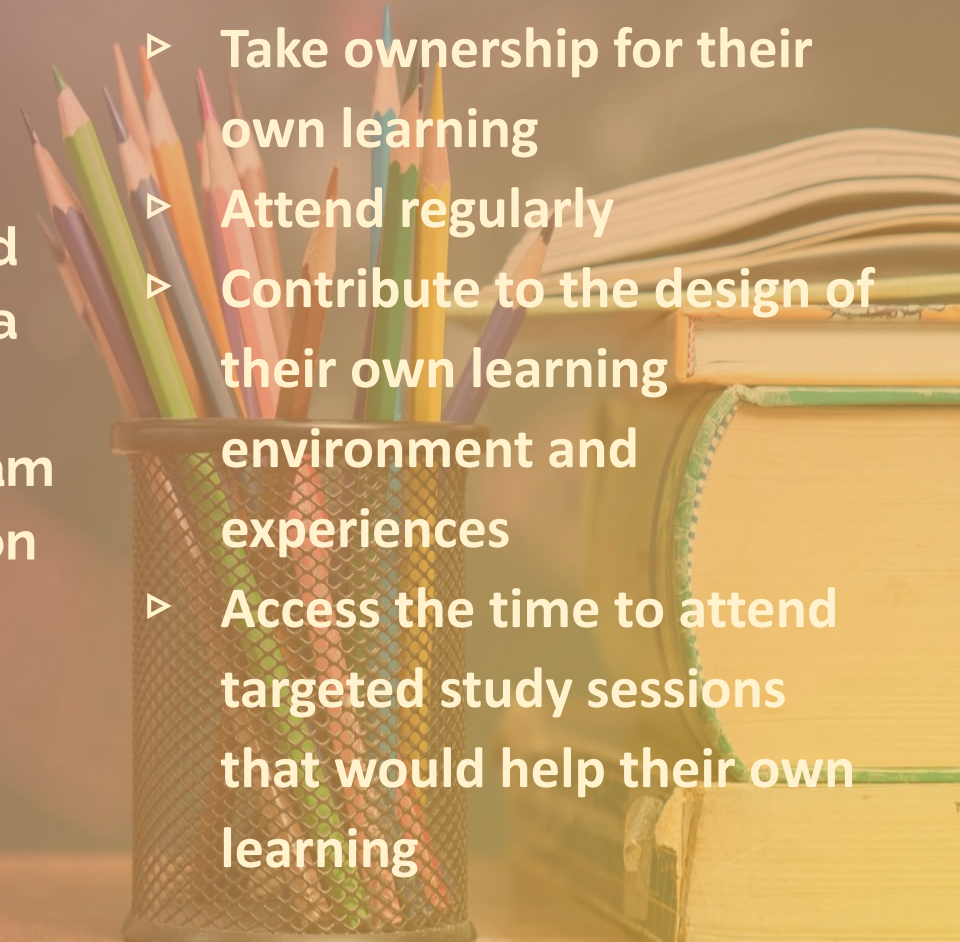 Take ownership for their
own learning
Attend regularly
Contribute to the design of
their own learning
environment and
experiences
Access the time to attend
targeted study sessions
that would help their own
learning